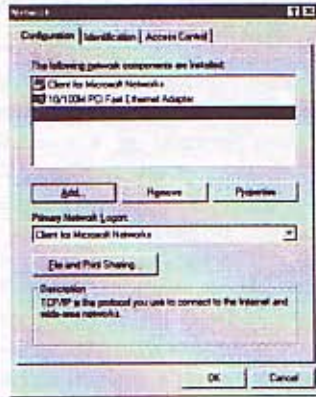 Network
Configuration Identification Access Control
The following network components are installed:
Client for Microsoft Networks
10/100M PCI Fast Ethernet Adapter
Add... Remove Properties
Primary Network Logon:
Client for Microsoft Networks
File and Print Sharing...
Description
TCP/IP is the protocol you use to connect to the Internet and
wide-area networks.
OK Cancel